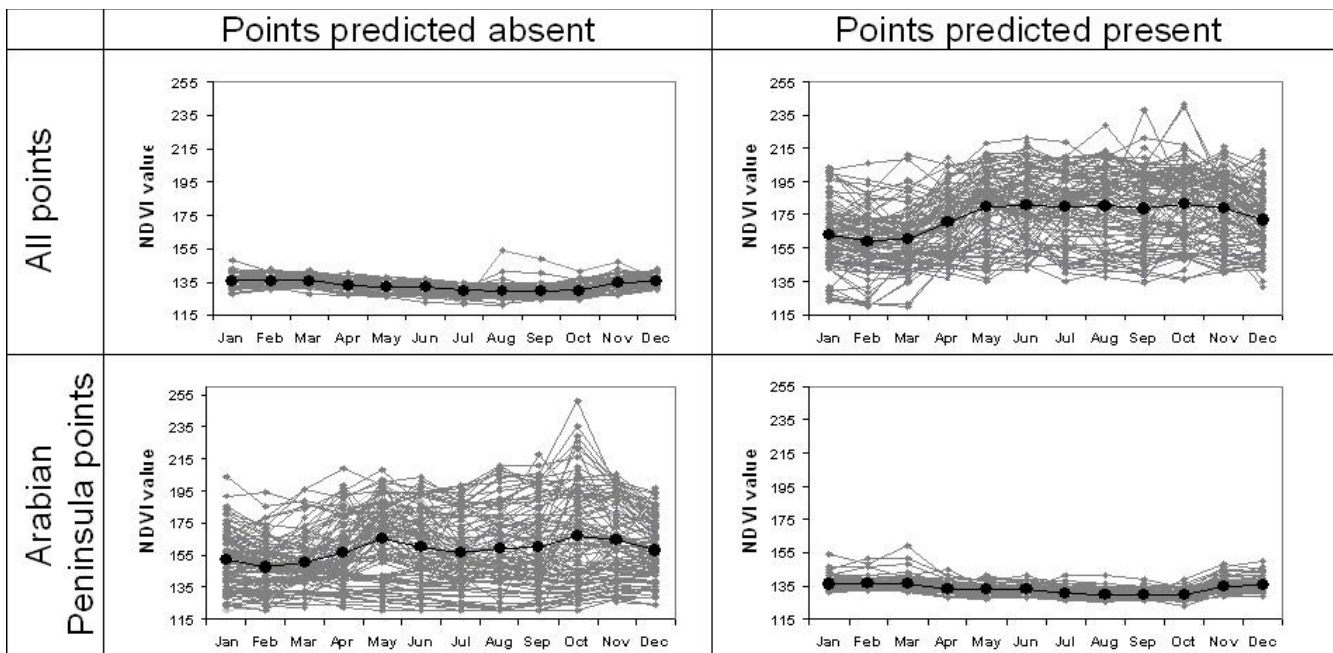 Points predicted absent
Points predicted present
All points
NDVI value
255
235
215
195
175
155
135
115
Jan Feb Mar Apr May Jun Jul Aug Sep Oct Nov Dec
NDVI value
255
235
215
195
175
155
135
115
Jan Feb Mar Apr May Jun Jul Aug Sep Oct Nov Dec
Arabian
Peninsula points
NDVI value
255
235
215
195
175
155
135
115
Jan Feb Mar Apr May Jun Jul Aug Sep Oct Nov Dec
NDVI value
255
235
215
195
175
155
135
115
Jan Feb Mar Apr May Jun Jul Aug Sep Oct Nov Dec